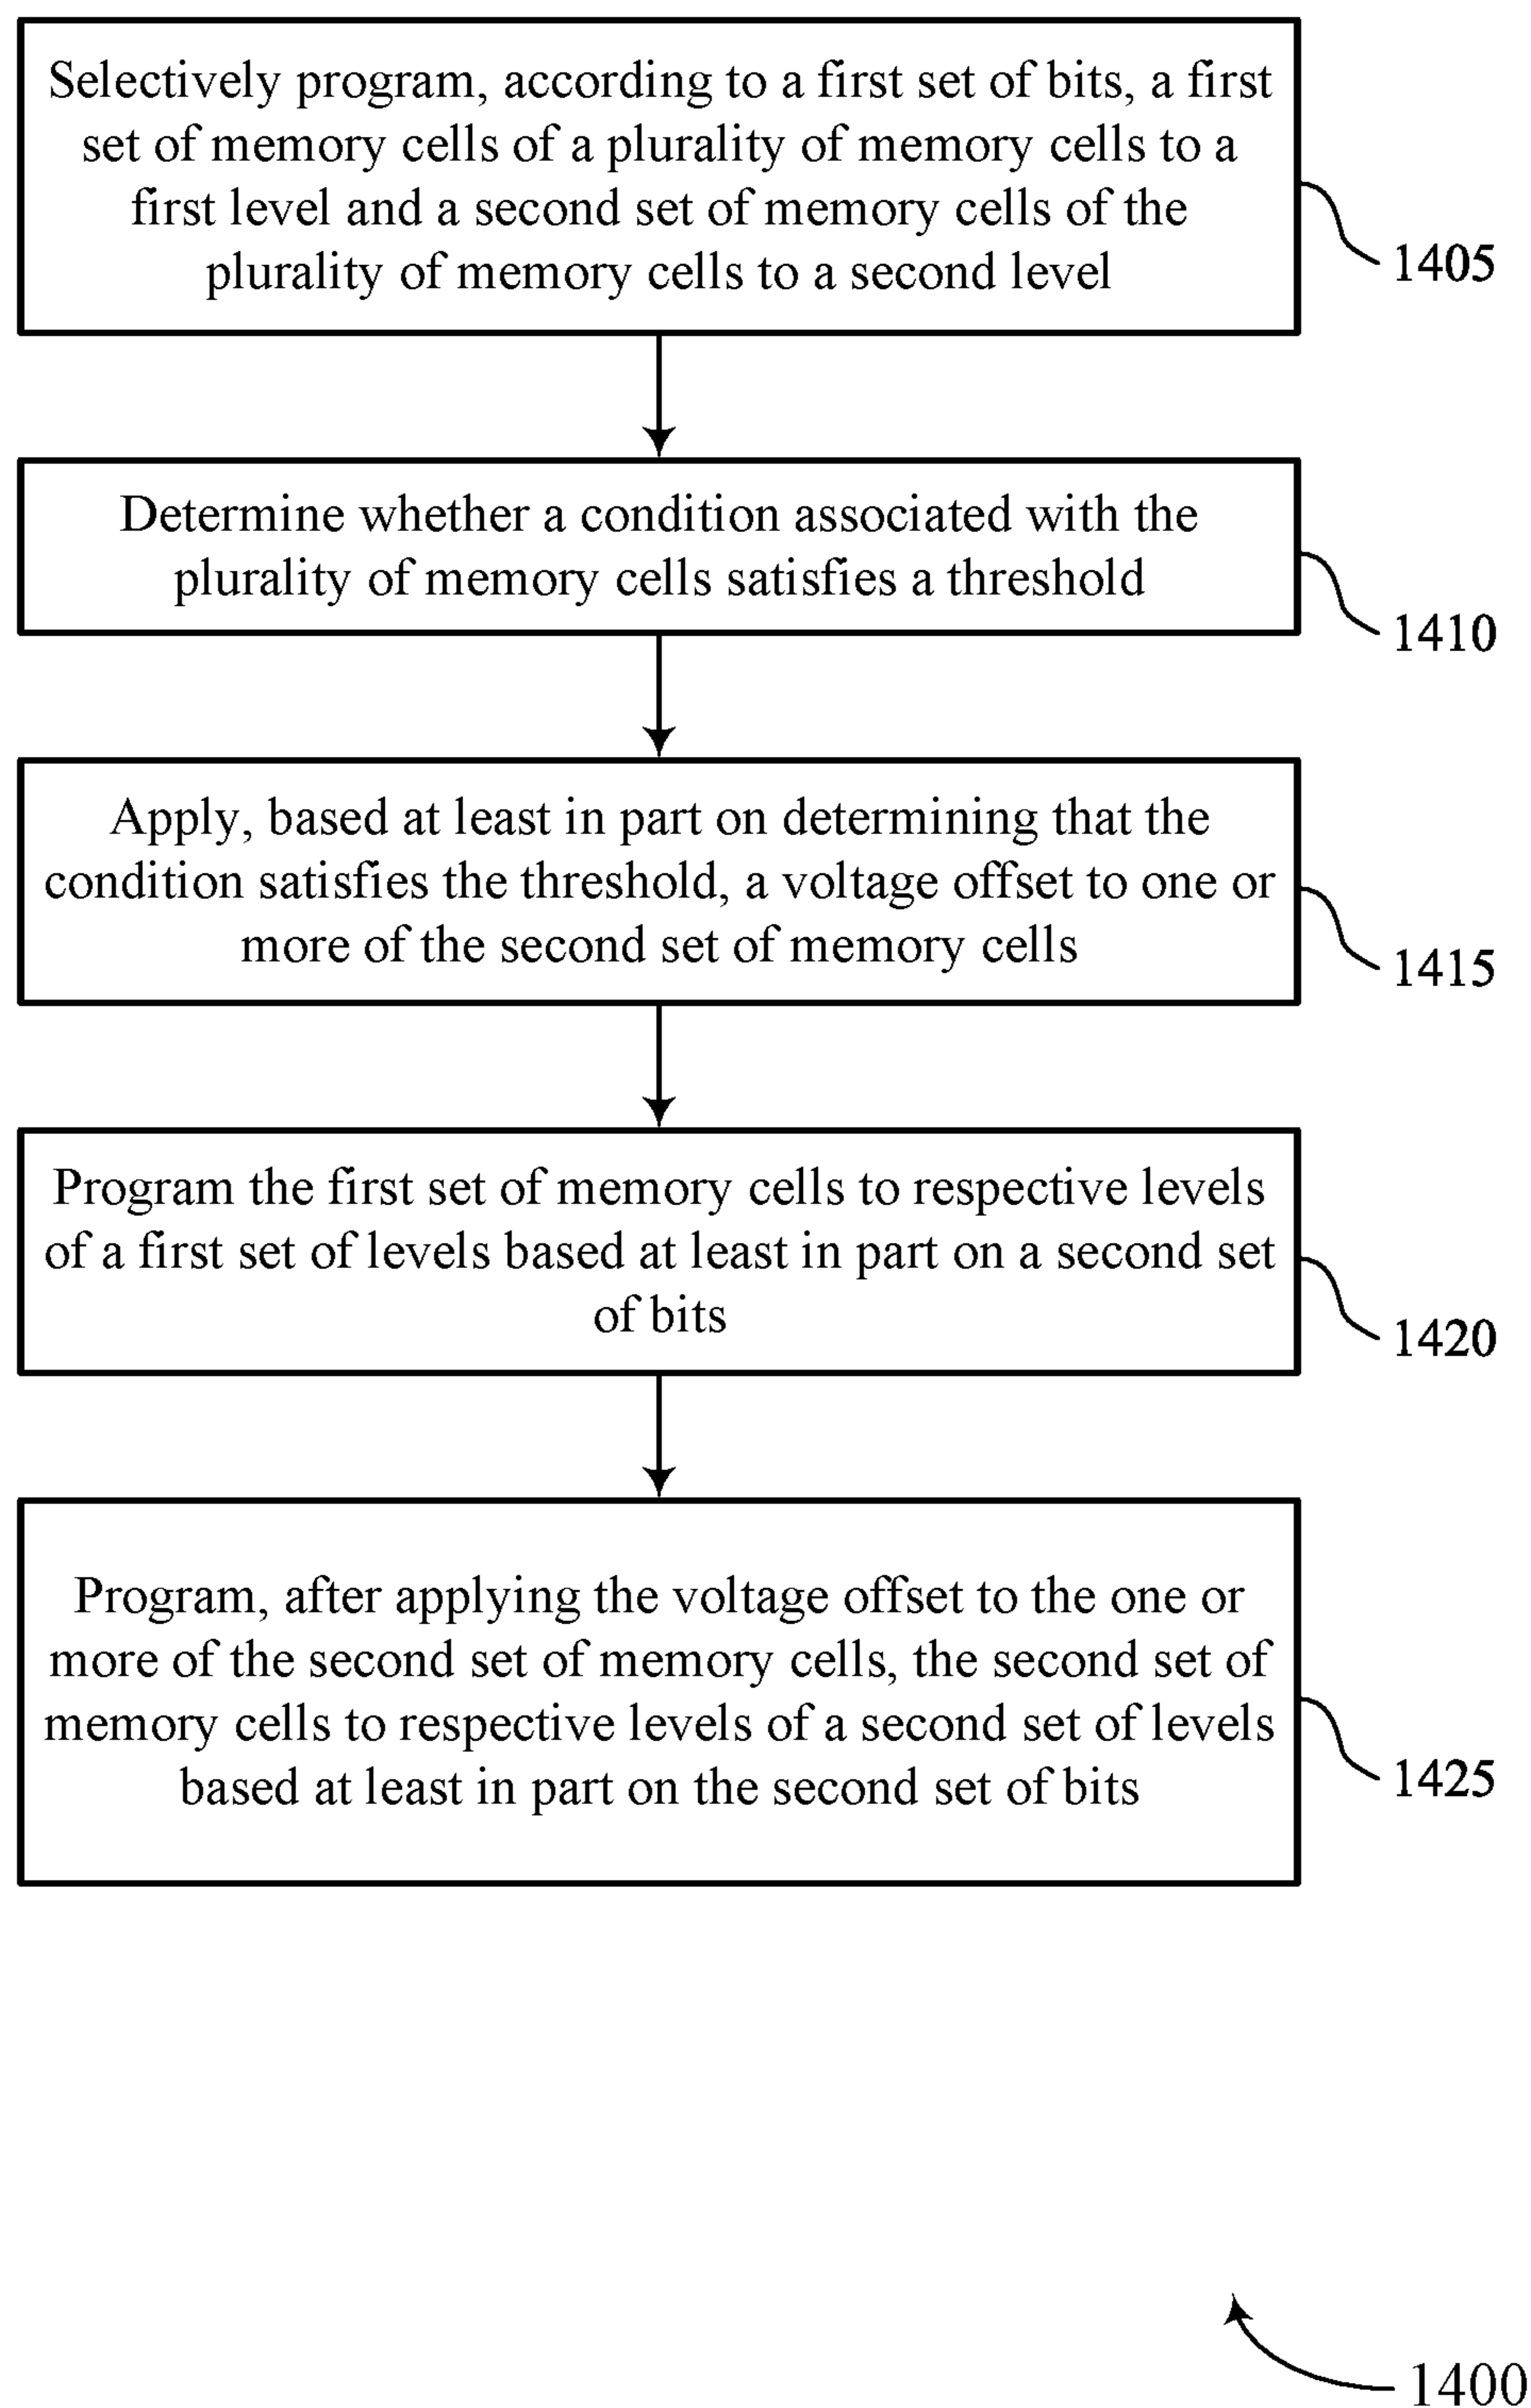 Selectively program, according to a first set of bits, a first
set of memory cells of a plurality of memory cells to a
first level and a second set of memory cells of the
plurality of memory cells to a second level
1405
Determine whether a condition associated with the
plurality of memory cells satisfies a threshold
1410
Apply, based at least in part on determining that the
condition satisfies the threshold, a voltage offset to one or
more of the second set of memory cells
1415
Program the first set of memory cells to respective levels
of a first set of levels based at least in part on a second set
of bits
1420
Program, after applying the voltage offset to the one or
more of the second set of memory cells, the second set of
memory cells to respective levels of a second set of levels
based at least in part on the second set of bits
1425
1400